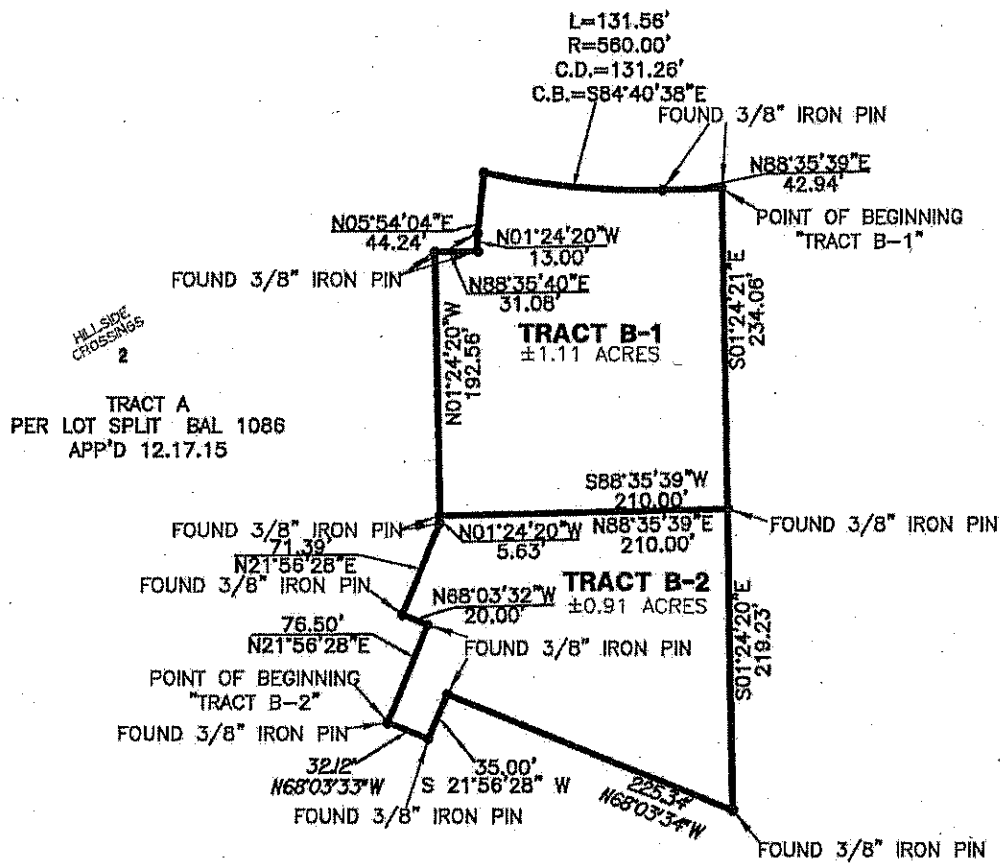 L=131.56'
R=560.00'
C.D.=131.26'
C.B.=S84°40'38"E
FOUND 3/8" IRON PIN
N88°35'39"E
42.94'
POINT OF BEGINNING
"TRACT B-1"
N05°54'04"E
44.24'
N01°24'20"W
13.00'
FOUND 3/8" IRON PIN
N88°35'40"E
31.08'
S01°24'21"E
234.06'
HILLSIDE
CROSSINGS
2
TRACT B-1
±1.11 ACRES
N01°24'20"W
192.56'
TRACT A
PER LOT SPLIT BAL 1086
APP'D 12.17.15
S88°35'39"W
210.00'
FOUND 3/8" IRON PIN
N01°24'20"W
5.63'
N88°35'39"E
210.00'
FOUND 3/8" IRON PIN
71.39'
N21°56'28"E
FOUND 3/8" IRON PIN
TRACT B-2
±0.91 ACRES
N68°03'32"W
20.00'
S01°24'20"E
219.23'
76.50'
N21°56'28"E
FOUND 3/8" IRON PIN
POINT OF BEGINNING
"TRACT B-2"
FOUND 3/8" IRON PIN
32.12'
N68°03'33"W
35.00'
S 21°56'28" W
225.34'
N68°03'34"W
FOUND 3/8" IRON PIN
FOUND 3/8" IRON PIN